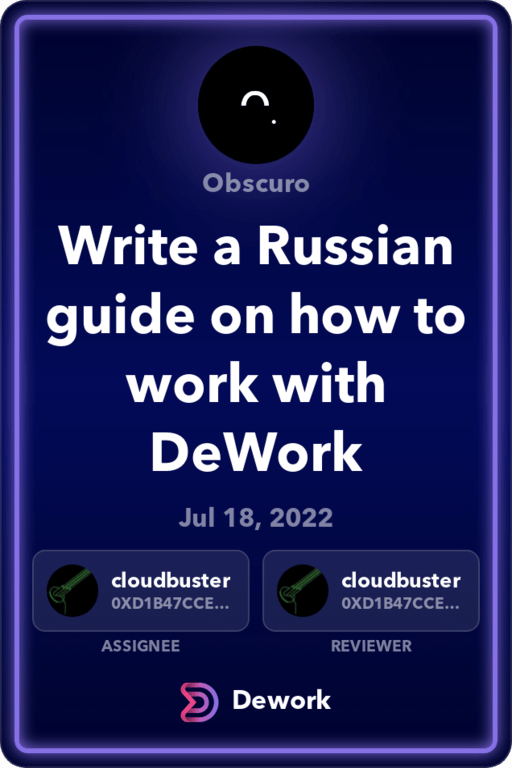 Obscuro
Write a Russian
guide on how to
work with
DeWork
Jul 18, 2022
cloudbuster
0XD1B47CCE...
ASSIGNEE
cloudbuster
0XD1B47CCE...
REVIEWER
Dework